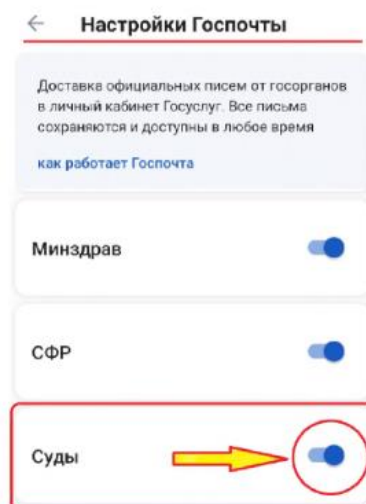 Настройки Госпочты
Доставка официальных писем от госорганов
в личный кабинет Госуслуг. Все письма
сохраняются и доступны в любое время
как работает Госпочта
Минздрав
СФР
Суды